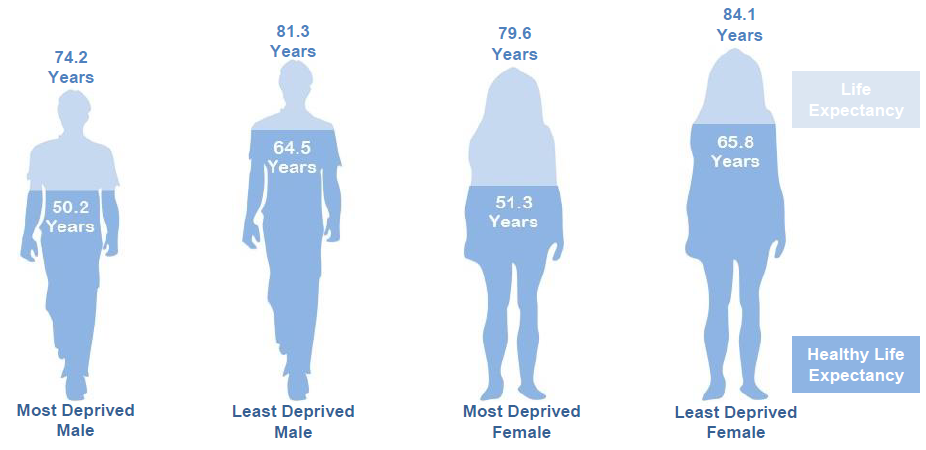 74.2
Years
50.2
Years
Most Deprived
Male
81.3
Years
64.5
Years
Least Deprived
Male
79.6
Years
51.3
Years
Most Deprived
Female
84.1
Years
65.8
Years
Least Deprived
Female
Life
Expectancy
Healthy Life
Expectancy